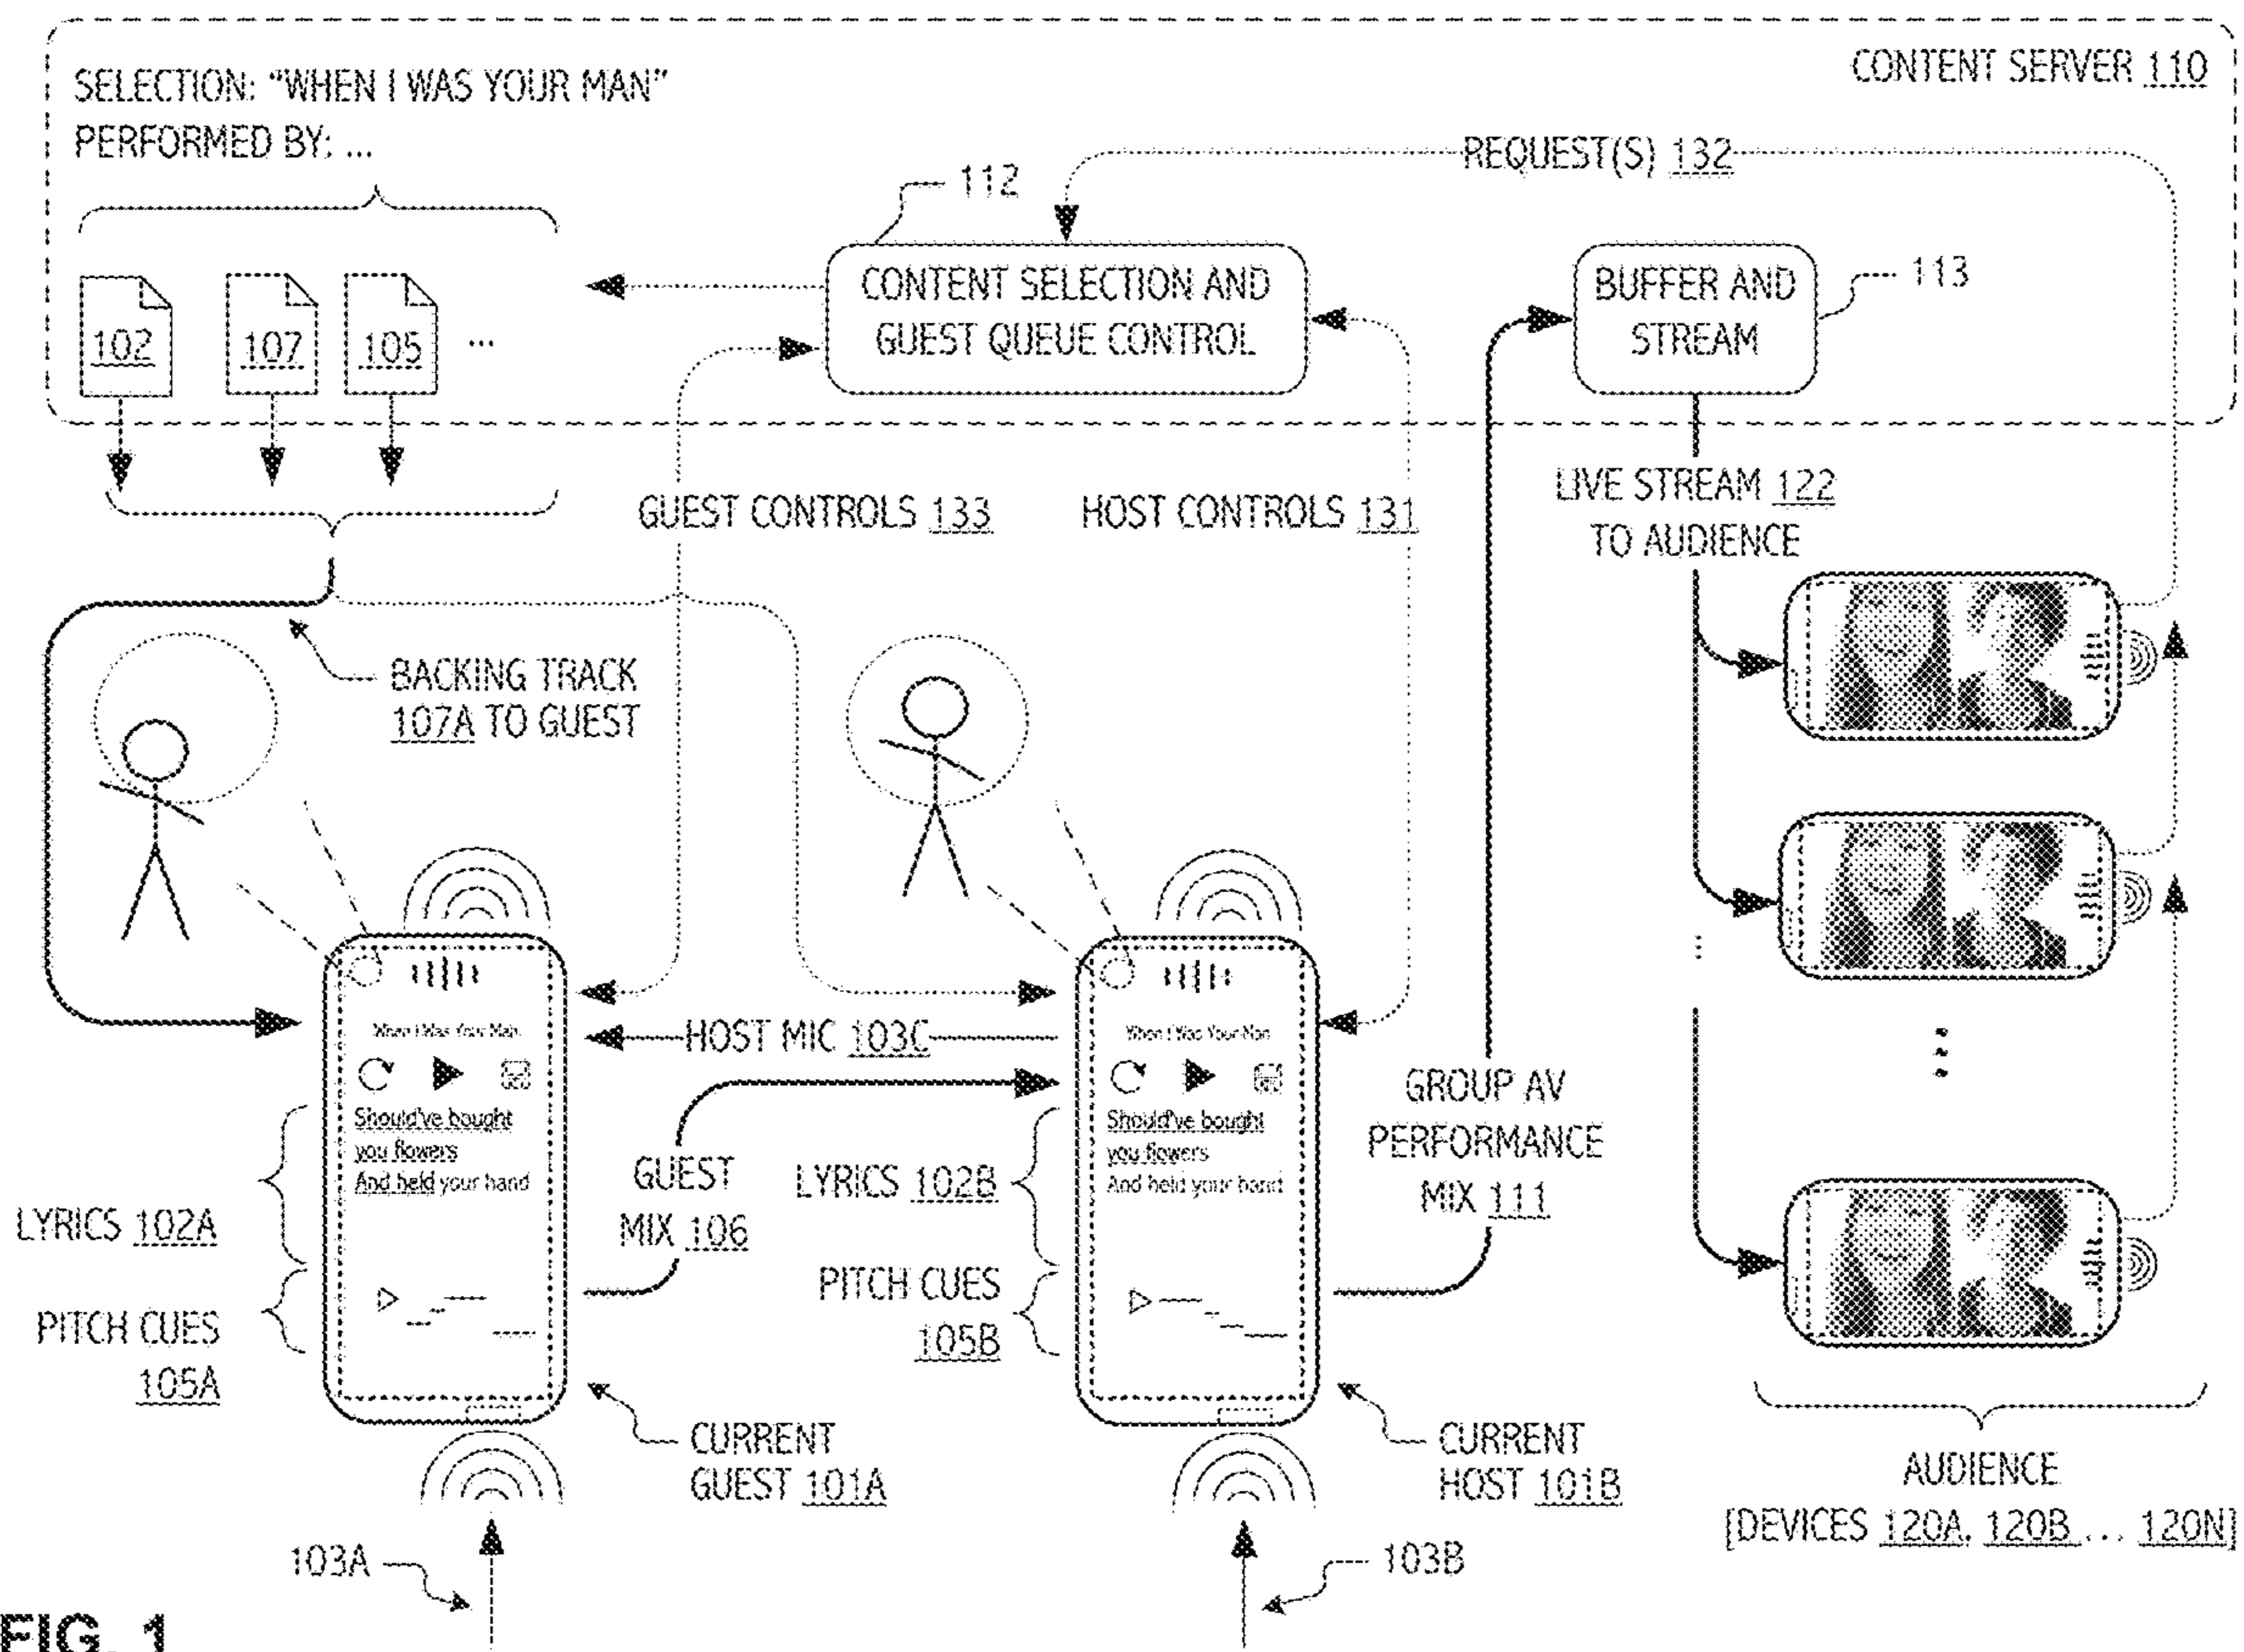 CONTENT SERVER 110
SELECTION: “WHEN I WAS YOUR MAN”
PERFORMED BY: ...
REQUEST(S) 132
112
CONTENT SELECTION AND
GUEST QUEUE CONTROL
BUFFER AND
STREAM
113
102
107
105
...
GUEST CONTROLS 133
HOST CONTROLS 131
LIVE STREAM 122
TO AUDIENCE
BACKING TRACK
107A TO GUEST
When I Was Your Man
HOST MIC 103C
When I Was Your Man
Should've bought
you flowers
And held your hand
Should've bought
you flowers
And held your hand
GROUP AV
PERFORMANCE
MIX 111
GUEST
MIX 106
LYRICS 102A
LYRICS 102B
PITCH CUES
105A
PITCH CUES
105B
CURRENT
GUEST 101A
CURRENT
HOST 101B
AUDIENCE
[DEVICES 120A, 120B ... 120N]
103A
103B
FIG. 1